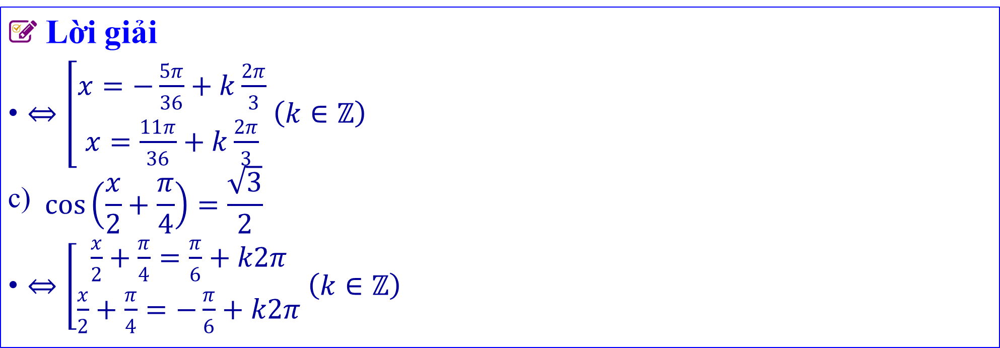 Lời giải
• ⇔ [ x = −5π/36 + k 2π/3
x = 11π/36 + k 2π/3 (k ∈ ℤ)
c) cos(x/2 + π/4) = √3/2
• ⇔ [ x/2 + π/4 = π/6 + k2π
x/2 + π/4 = −π/6 + k2π (k ∈ ℤ)